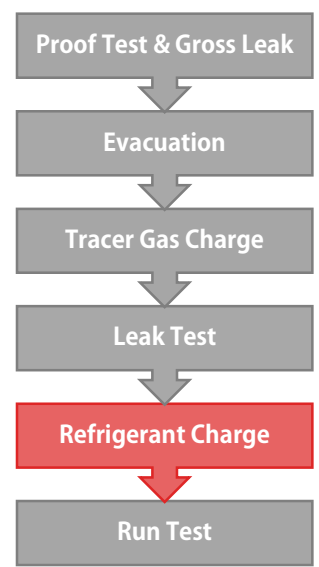 Proof Test & Gross Leak
Evacuation
Tracer Gas Charge
Leak Test
Refrigerant Charge
Run Test